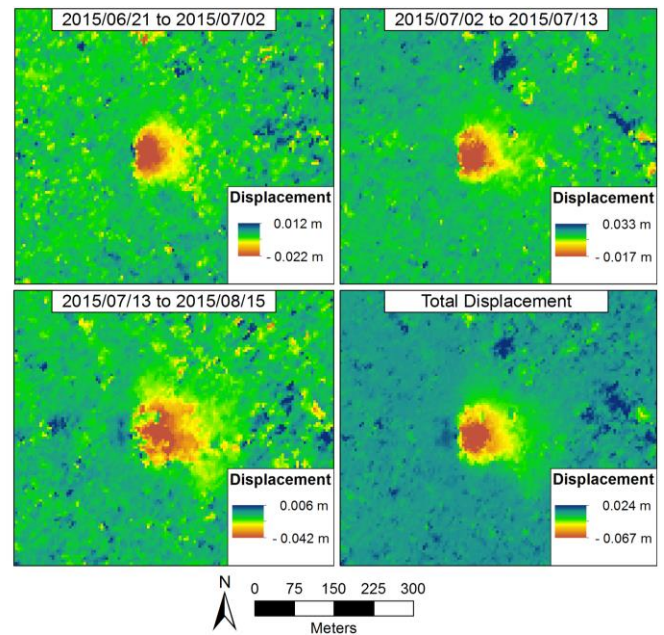 2015/06/21 to 2015/07/02
Displacement
0.012 m
- 0.022 m
2015/07/02 to 2015/07/13
Displacement
0.033 m
- 0.017 m
2015/07/13 to 2015/08/15
Displacement
0.006 m
- 0.042 m
Total Displacement
Displacement
0.024 m
- 0.067 m
N
0 75 150 225 300
Meters